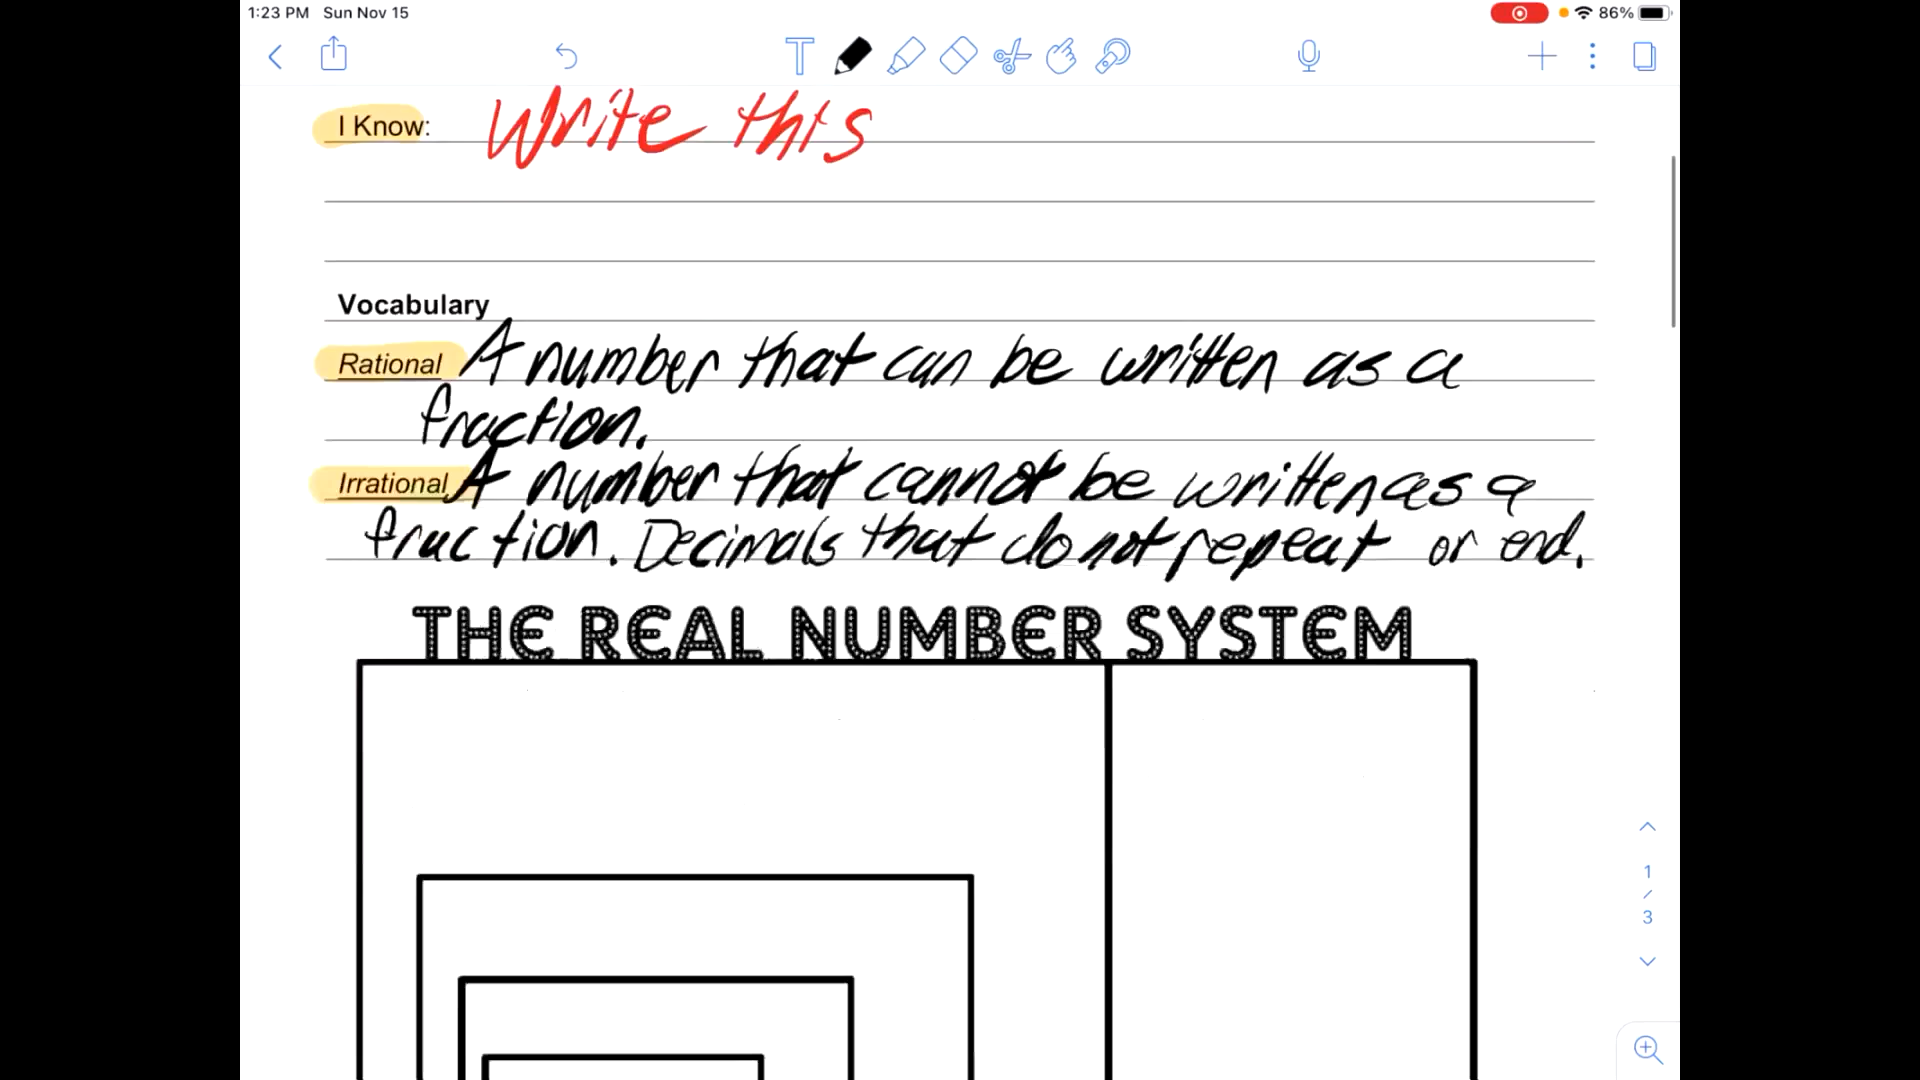 1:23 PM Sun Nov 15
86%
T
I Know: Write this
Vocabulary
Rational A number that can be written as a
fraction.
Irrational A number that cannot be written as a
fraction. Decimals that do not repeat or end.
THE REAL NUMBER SYSTEM
1
/
3